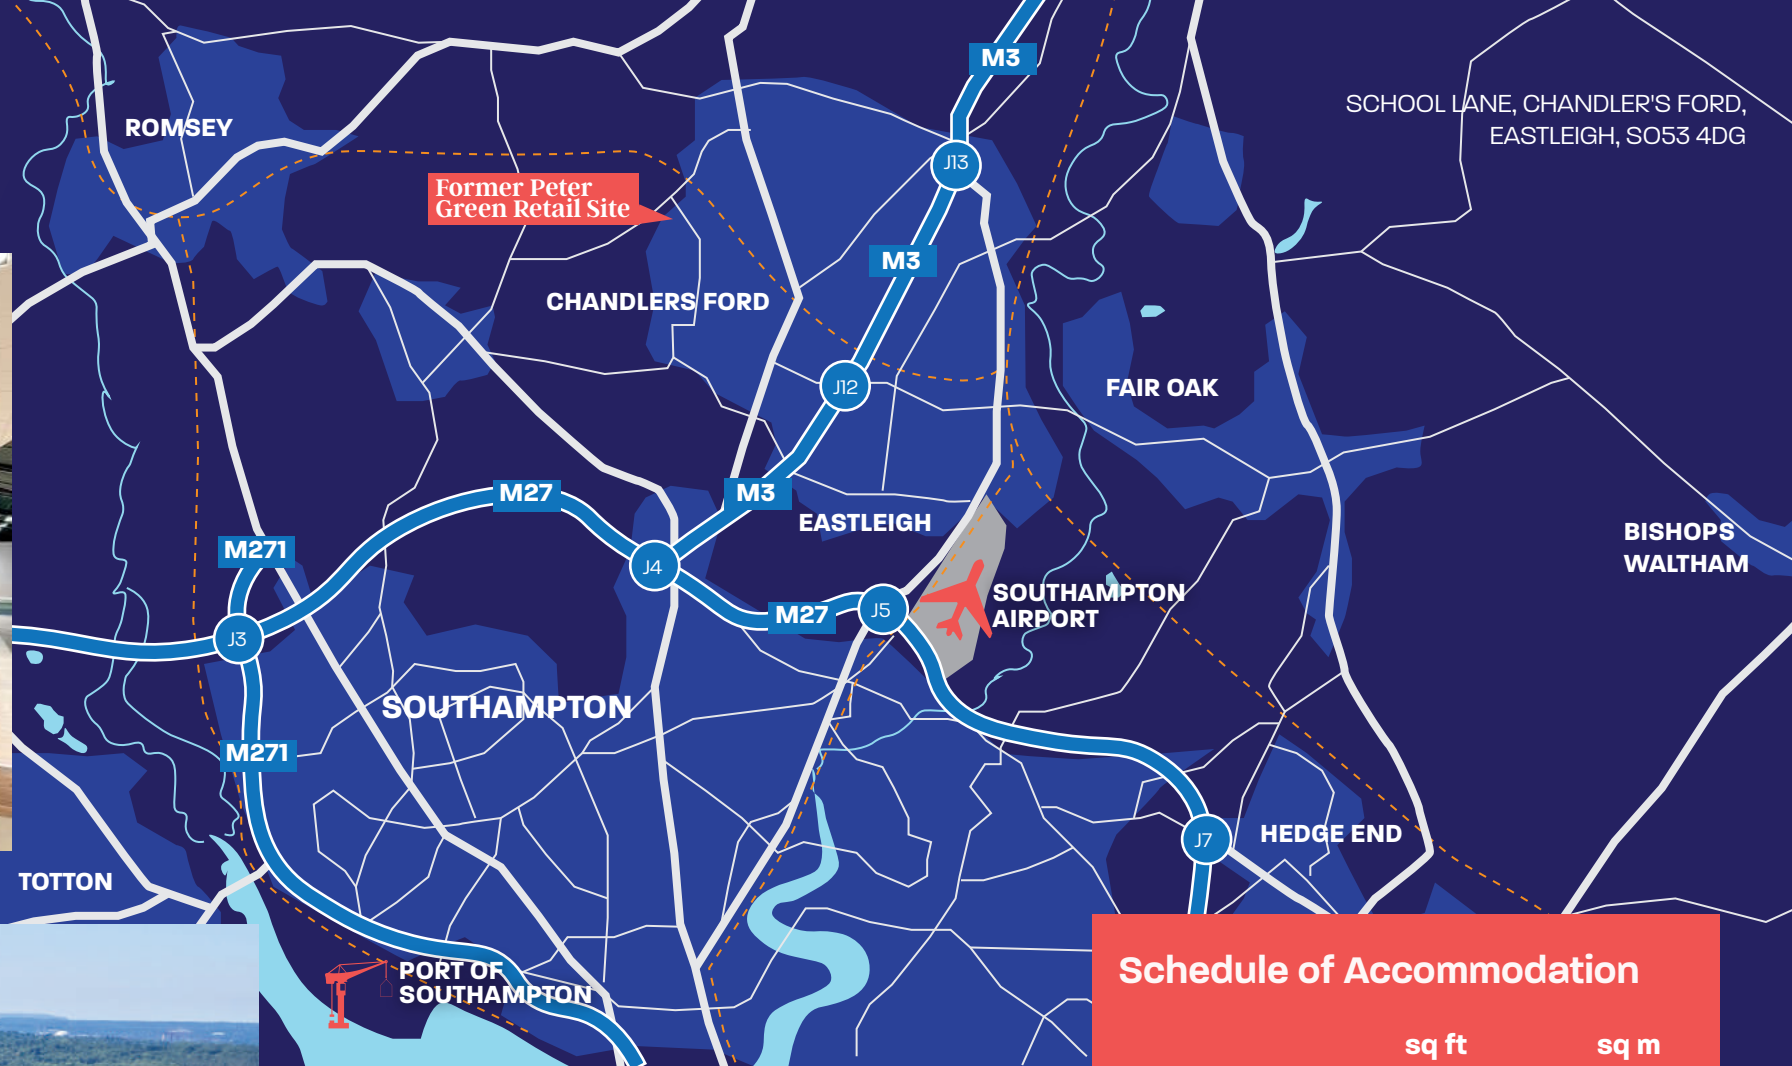 M3
SCHOOL LANE, CHANDLER'S FORD,
EASTLEIGH, SO53 4DG
ROMSEY
J13
Former Peter
Green Retail Site
M3
CHANDLERS FORD
J12
FAIR OAK
M27
M3
EASTLEIGH
BISHOPS
WALTHAM
M271
J4
SOUTHAMPTON
AIRPORT
M27
J5
J3
SOUTHAMPTON
M271
J7
HEDGE END
TOTTON
PORT OF
SOUTHAMPTON
Schedule of Accommodation
sq ft sq m